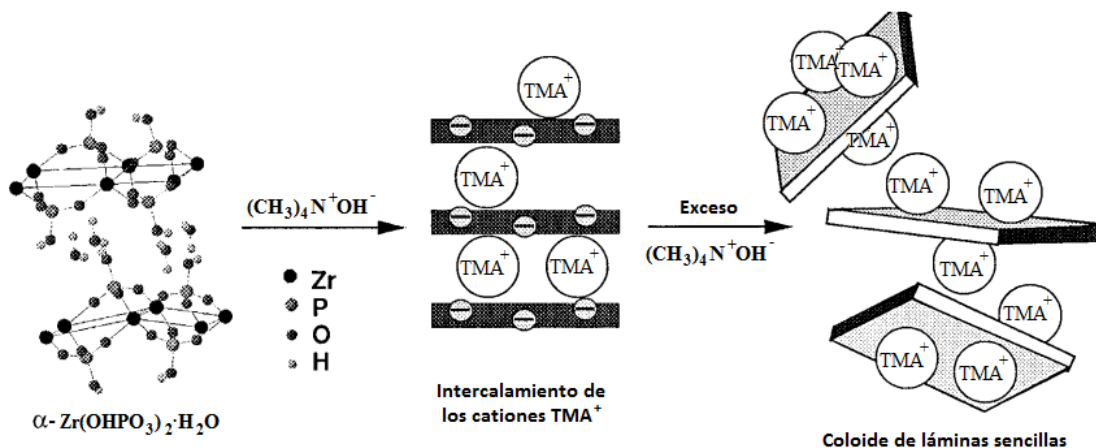 α- Zr(OHPO₃)₂·H₂O
(CH₃)₄N⁺OH⁻
Zr
P
O
H
TMA⁺
TMA⁺
TMA⁺
TMA⁺
Intercalamiento de
los cationes TMA⁺
Exceso
(CH₃)₄N⁺OH⁻
TMA⁺
TMA⁺
TMA⁺
TMA⁺
TMA⁺
TMA⁺
TMA⁺
TMA⁺
TMA⁺
TMA⁺
Coloide de láminas sencillas